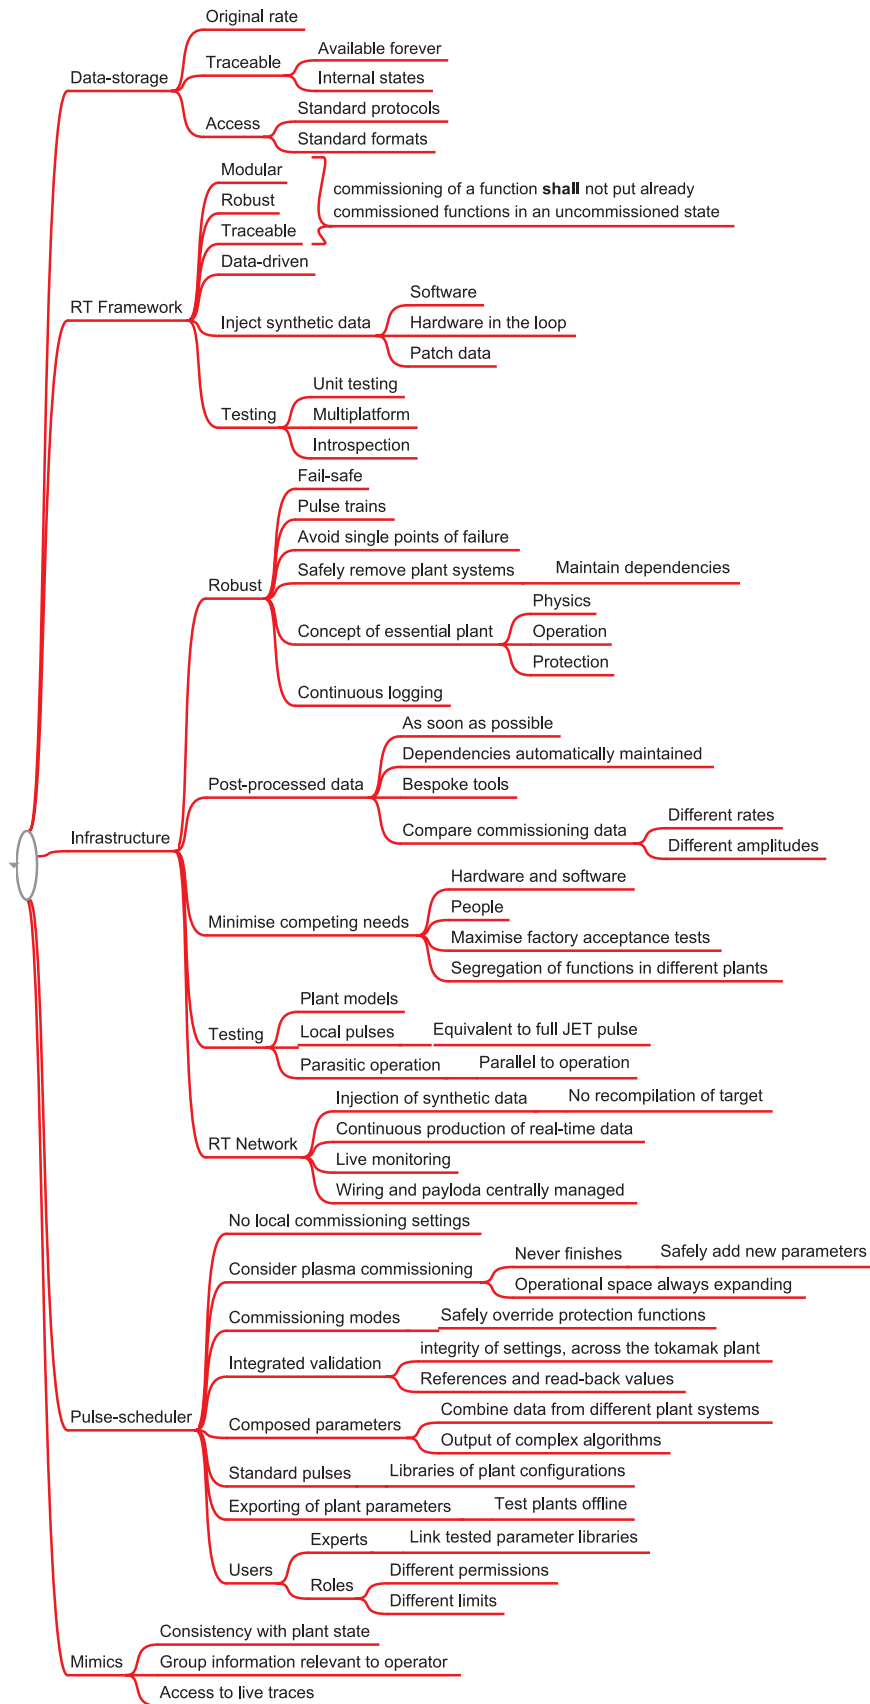 Original rate
Available forever
Traceable
Internal states
Data-storage
Standard protocols
Access
Standard formats
Modular
commissioning of a function shall not put already
Robust
commissioned functions in an uncommissioned state
Traceable
Data-driven
Software
RT Framework
Inject synthetic data
Hardware in the loop
Patch data
Unit testing
Testing
Multiplatform
Introspection
Fail-safe
Pulse trains
Avoid single points of failure
Safely remove plant systems
Maintain dependencies
Robust
Physics
Concept of essential plant
Operation
Protection
Continuous logging
As soon as possible
Dependencies automatically maintained
Post-processed data
Bespoke tools
Different rates
Compare commissioning data
Different amplitudes
Infrastructure
Hardware and software
People
Minimise competing needs
Maximise factory acceptance tests
Segregation of functions in different plants
Plant models
Testing
Local pulses
Equivalent to full JET pulse
Parasitic operation
Parallel to operation
Injection of synthetic data
No recompilation of target
Continuous production of real-time data
RT Network
Live monitoring
Wiring and payloda centrally managed
No local commissioning settings
Never finishes
Safely add new parameters
Consider plasma commissioning
Operational space always expanding
Commissioning modes
Safely override protection functions
integrity of settings, across the tokamak plant
Integrated validation
References and read-back values
Pulse-scheduler
Combine data from different plant systems
Composed parameters
Output of complex algorithms
Standard pulses
Libraries of plant configurations
Exporting of plant parameters
Test plants offline
Experts
Link tested parameter libraries
Users
Different permissions
Roles
Different limits
Consistency with plant state
Mimics
Group information relevant to operator
Access to live traces